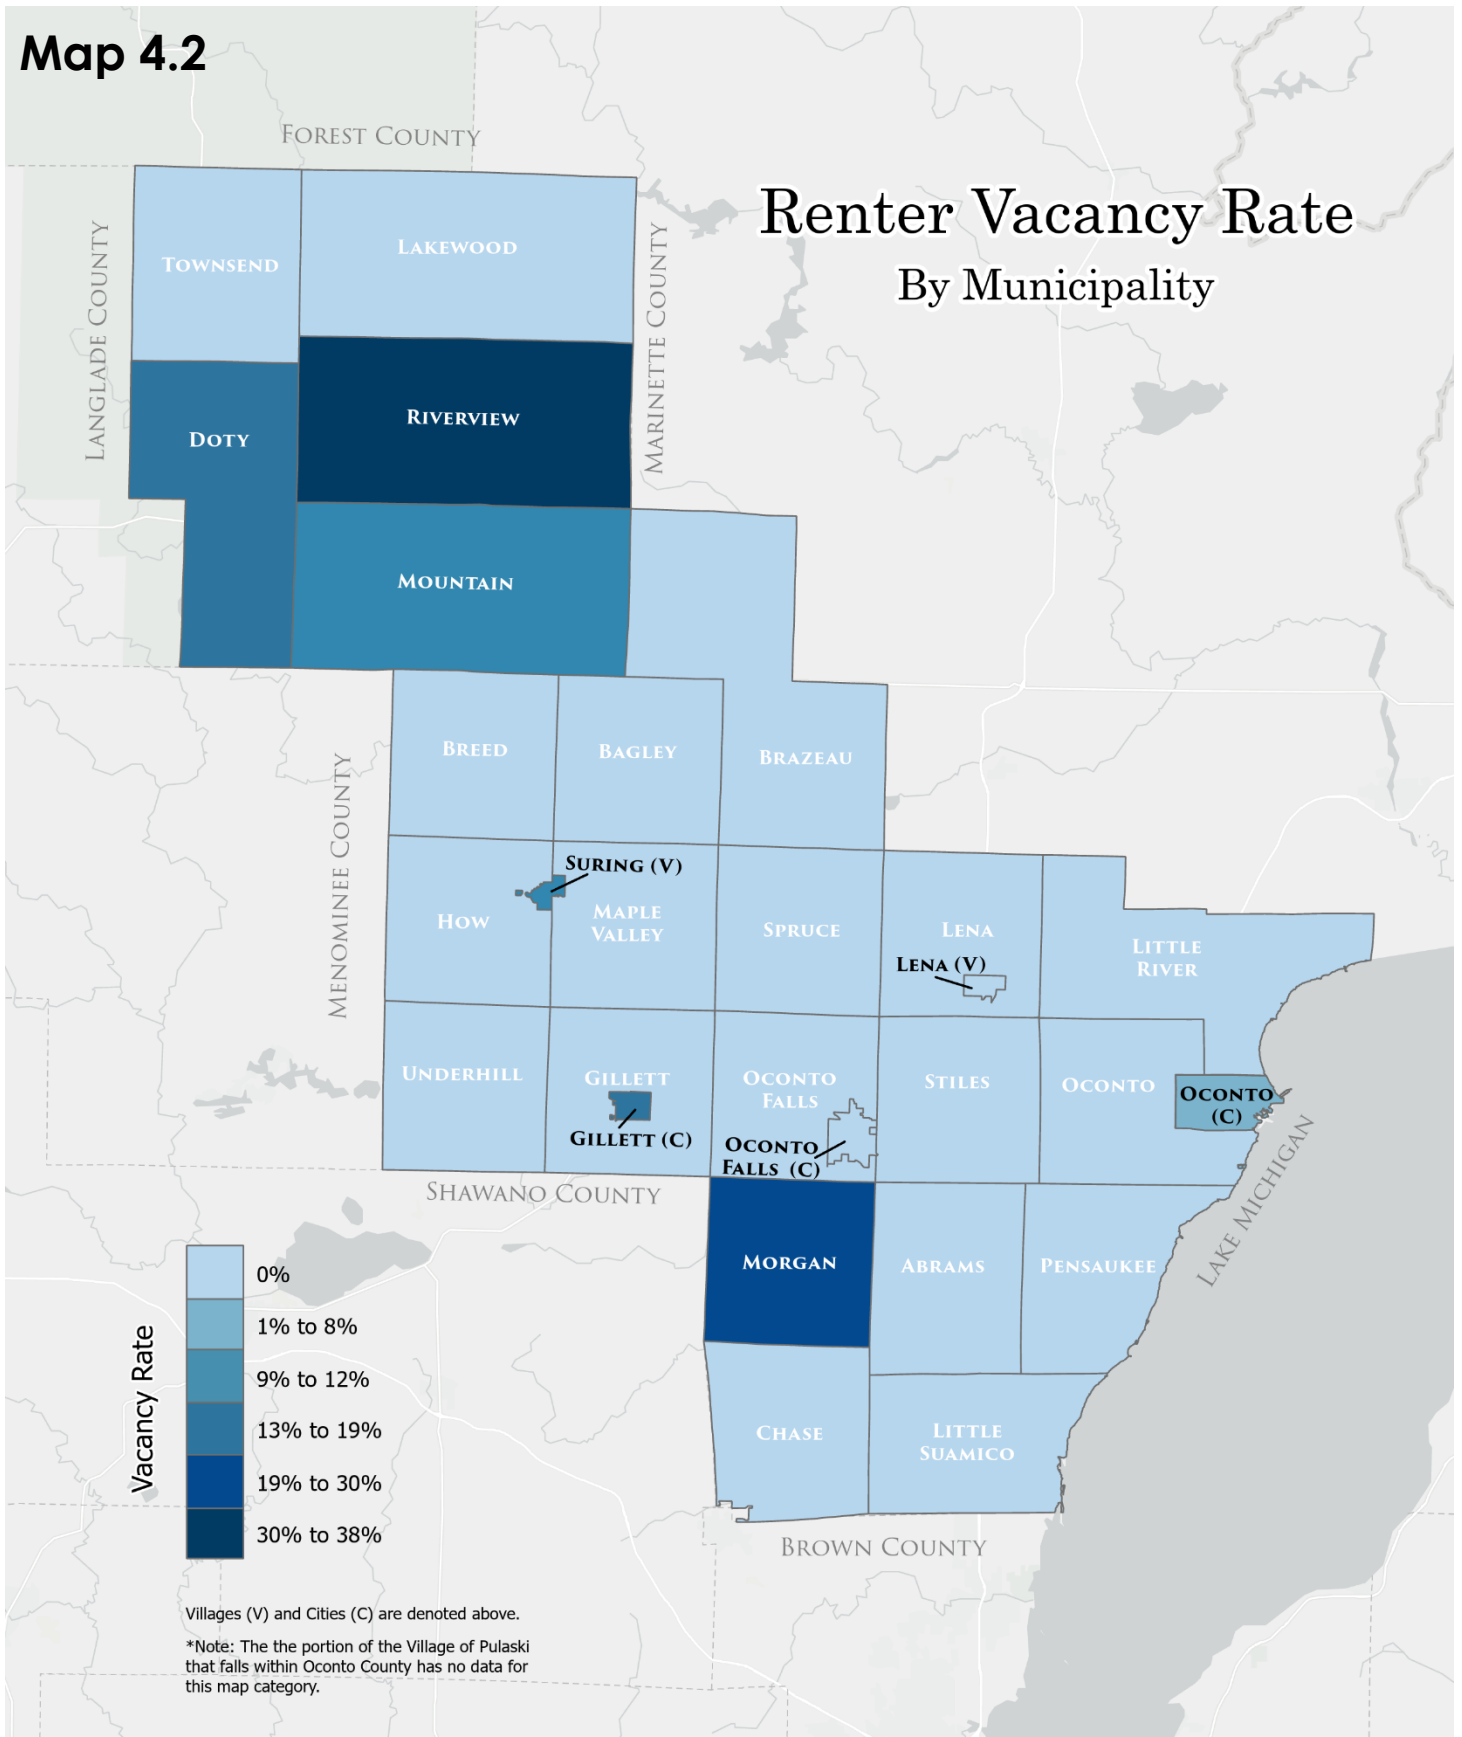 Map 4.2
FOREST COUNTY
Renter Vacancy Rate
By Municipality
LANGLADE COUNTY
MARINETTE COUNTY
TOWNSEND
LAKEWOOD
RIVERVIEW
DOTY
MOUNTAIN
BREED
BAGLEY
BRAZEAU
MENOMINEE COUNTY
SURING (V)
HOW
MAPLE
VALLEY
SPRUCE
LENA
LENA (V)
LITTLE
RIVER
UNDERHILL
GILLETT
GILLETT (C)
OCONTO
FALLS
OCONTO
FALLS (C)
STILES
OCONTO
OCONTO
(C)
LAKE MICHIGAN
SHAWANO COUNTY
MORGAN
ABRAMS
PENSAUKEE
CHASE
LITTLE
SUAMICO
BROWN COUNTY
Vacancy Rate
0%
1% to 8%
9% to 12%
13% to 19%
19% to 30%
30% to 38%
Villages (V) and Cities (C) are denoted above.
*Note: The the portion of the Village of Pulaski
that falls within Oconto County has no data for
this map category.